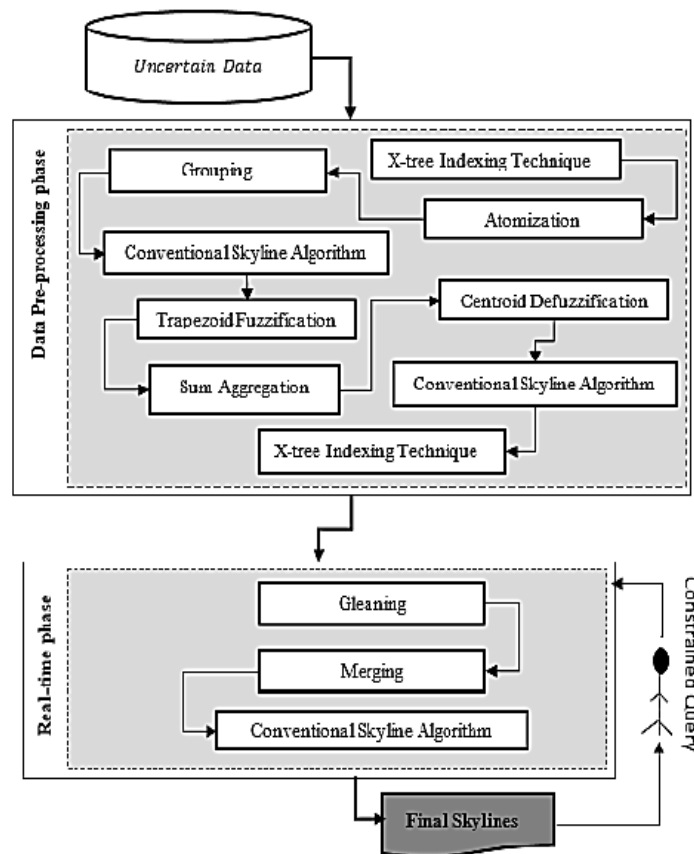 Uncertain Data
Data Pre-processing phase
X-tree Indexing Technique
Grouping
Atomization
Conventional Skyline Algorithm
Centroid Defuzzification
Trapezoid Fuzzification
Sum Aggregation
Conventional Skyline Algorithm
X-tree Indexing Technique
Real-time phase
Gleaning
Merging
Conventional Skyline Algorithm
Constrained Query
Final Skylines